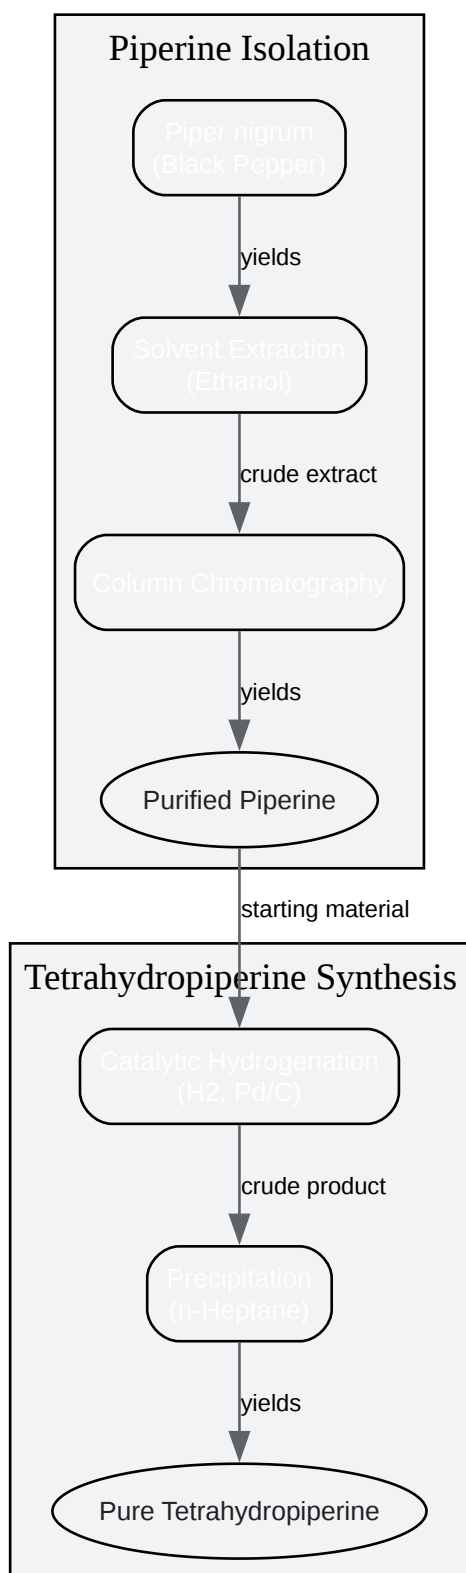 Piperine Isolation
Piper nigrum
(Black Pepper)
yields
Solvent Extraction
(Ethanol)
crude extract
Column Chromatography
yields
Purified Piperine
starting material
Tetrahydropiperine Synthesis
Catalytic Hydrogenation
(H2, Pd/C)
crude product
Precipitation
(n-Heptane)
yields
Pure Tetrahydropiperine